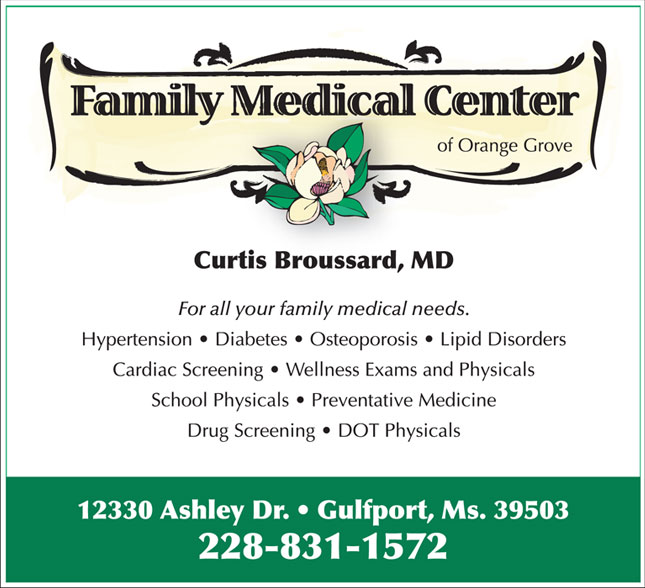 Family Medical Center
of Orange Grove
Curtis Broussard, MD
For all your family medical needs.
Hypertension • Diabetes • Osteoporosis • Lipid Disorders
Cardiac Screening • Wellness Exams and Physicals
School Physicals • Preventative Medicine
Drug Screening • DOT Physicals
12330 Ashley Dr. • Gulfport, Ms. 39503
228-831-1572